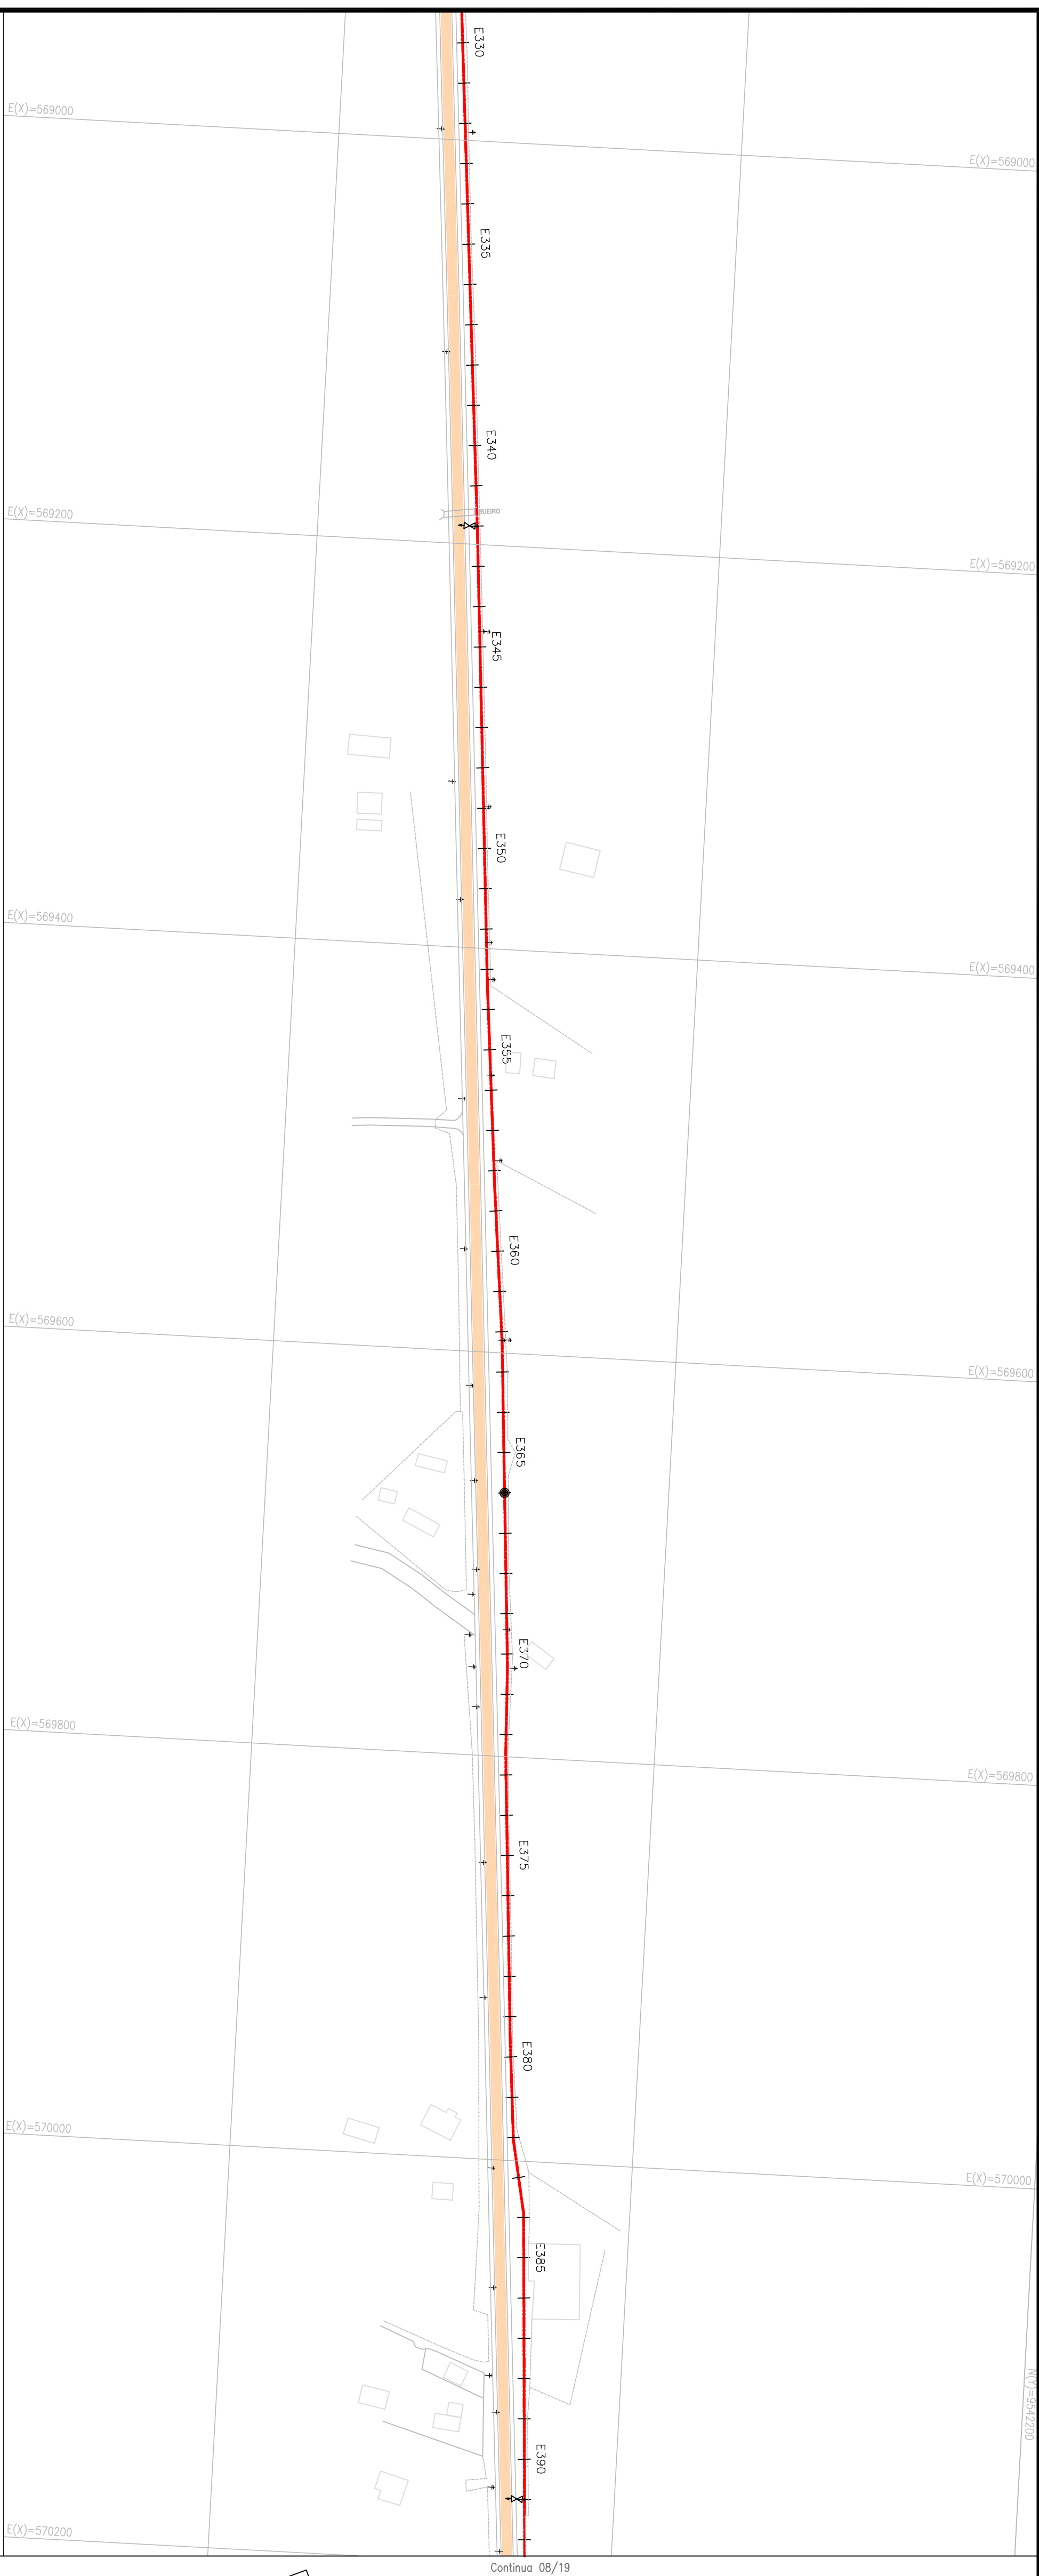 E330
E(X)=569000
E(X)=569000
E335
E340
BUEIRO
E(X)=569200
E(X)=569200
E345
E350
E(X)=569400
E(X)=569400
E355
E360
E(X)=569600
E(X)=569600
E365
E370
E(X)=569800
E(X)=569800
E375
E380
E(X)=570000
E(X)=570000
E385
N(Y)=9542200
E390
E(X)=570200
Continua 08/19